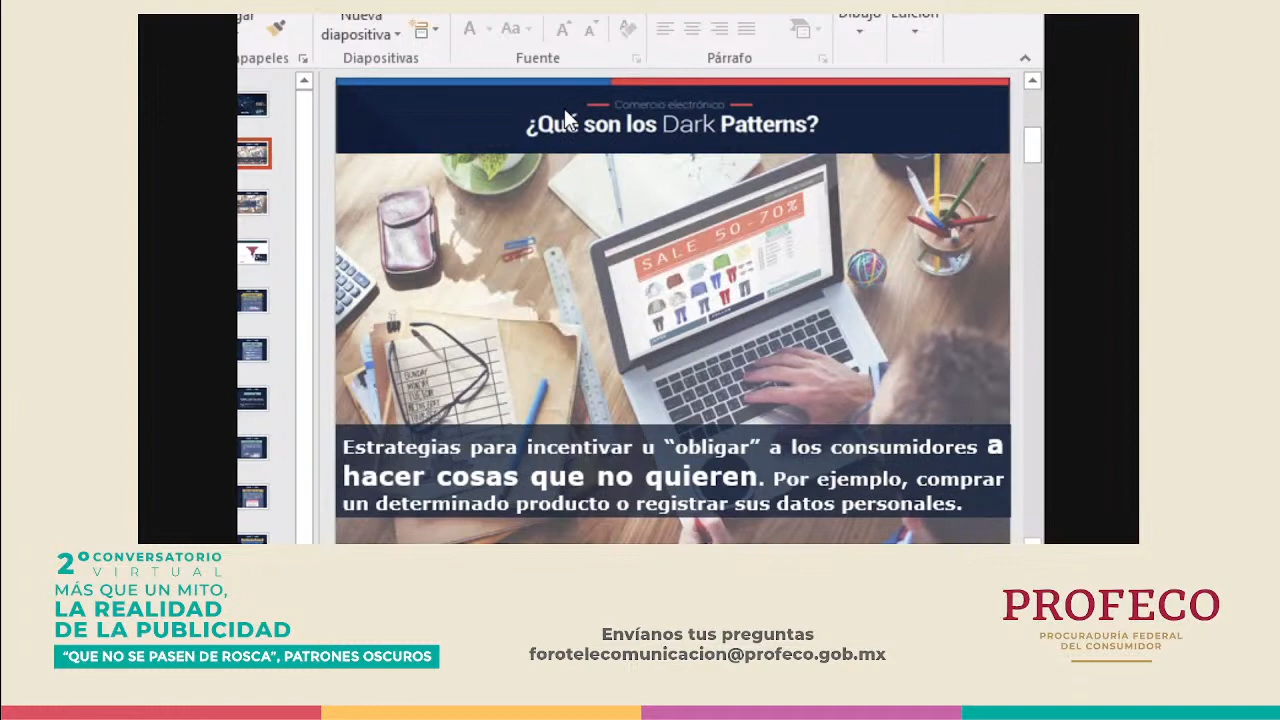 Nueva
diapositiva
Dibujo
Edición
Diapositivas
Fuente
Párrafo
Comercio electrónico
¿Qué son los Dark Patterns?
SALE 50-70%
SUNDAY
MONDAY
Estrategias para incentivar u “obligar” a los consumidores a
hacer cosas que no quieren. Por ejemplo, comprar
un determinado producto o registrar sus datos personales.
2º CONVERSATORIO
VIRTUAL
MÁS QUE UN MITO,
LA REALIDAD
DE LA PUBLICIDAD
“QUE NO SE PASEN DE ROSCA”, PATRONES OSCUROS
Envíanos tus preguntas
forotelecomunicacion@profeco.gob.mx
PROFECO
PROCURADURÍA FEDERAL
DEL CONSUMIDOR